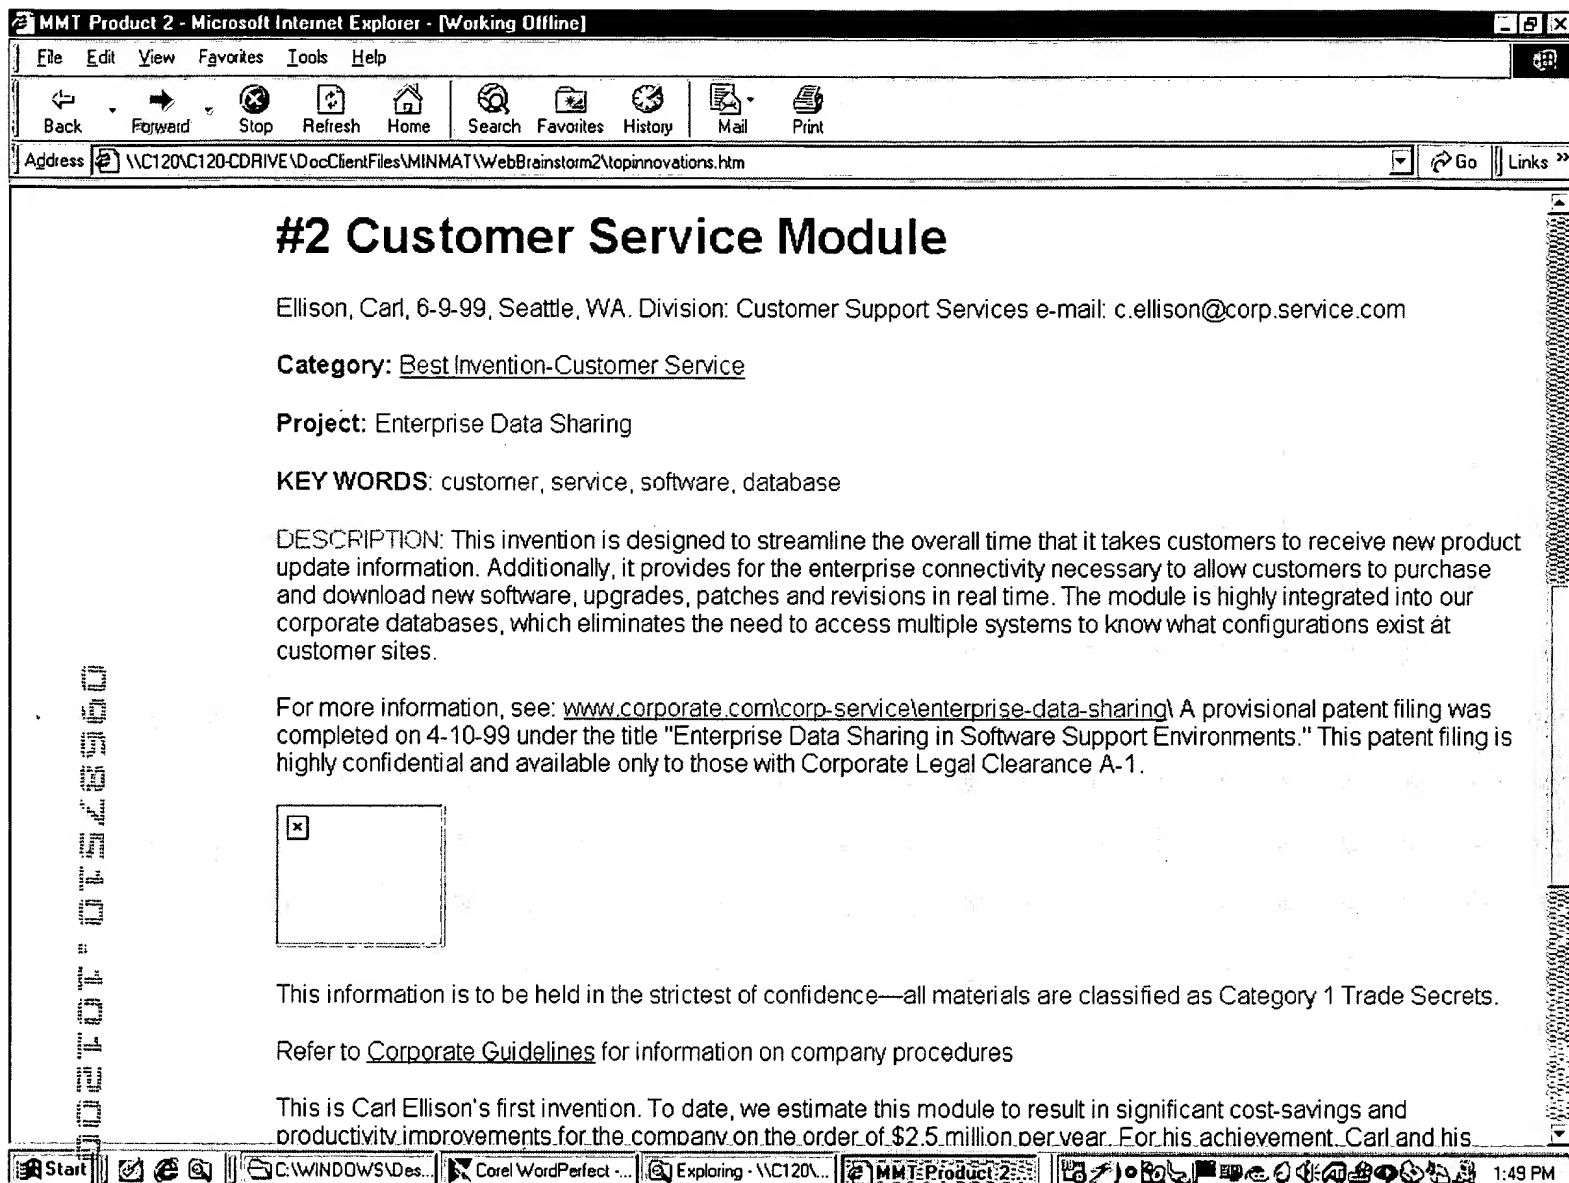 MMT Product 2 - Microsoft Internet Explorer - [Working Offline]
File Edit View Favorites Tools Help
Back Forward Stop Refresh Home Search Favorites History Mail Print
Address \\C120\C120-CDRIVE\DocClientFiles\MINMAT\WebBrainstorm2\topinnovations.htm Go Links »
#2 Customer Service Module
Ellison, Carl, 6-9-99, Seattle, WA. Division: Customer Support Services e-mail: c.ellison@corp.service.com
Category: Best Invention-Customer Service
Project: Enterprise Data Sharing
KEY WORDS: customer, service, software, database
DESCRIPTION: This invention is designed to streamline the overall time that it takes customers to receive new product
update information. Additionally, it provides for the enterprise connectivity necessary to allow customers to purchase
and download new software, upgrades, patches and revisions in real time. The module is highly integrated into our
corporate databases, which eliminates the need to access multiple systems to know what configurations exist at
customer sites.
For more information, see: www.corporate.com\corp-service\enterprise-data-sharing\ A provisional patent filing was
completed on 4-10-99 under the title "Enterprise Data Sharing in Software Support Environments." This patent filing is
highly confidential and available only to those with Corporate Legal Clearance A-1.
This information is to be held in the strictest of confidence—all materials are classified as Category 1 Trade Secrets.
Refer to Corporate Guidelines for information on company procedures
This is Carl Ellison's first invention. To date, we estimate this module to result in significant cost-savings and
productivity improvements for the company on the order of $2.5 million per year. For his achievement, Carl and his
Start C:\WINDOWS\Des... Corel WordPerfect -... Exploring - \\C120\... MMT Product 2 1:49 PM